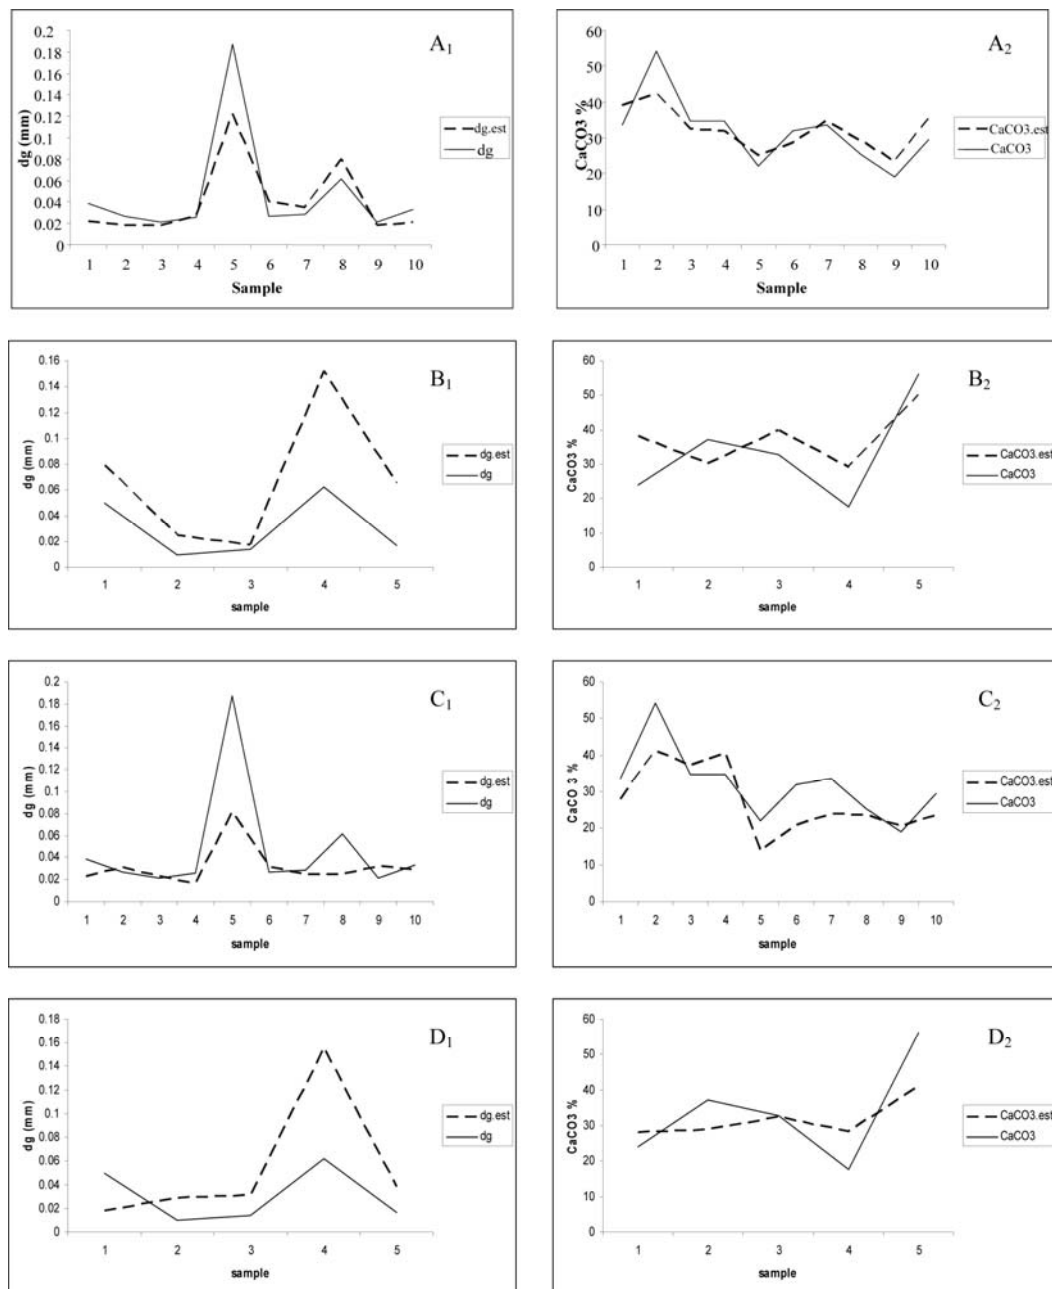 A₁
dg (mm)
0.2
0.18
0.16
0.14
0.12
0.1
0.08
0.06
0.04
0.02
0
1 2 3 4 5 6 7 8 9 10
Sample
dg.est
dg
A₂
CaCO3 %
60
50
40
30
20
10
0
1 2 3 4 5 6 7 8 9 10
Sample
CaCO3.est
CaCO3
B₁
dg (mm)
0.16
0.14
0.12
0.1
0.08
0.06
0.04
0.02
0
1 2 3 4 5
sample
dg.est
dg
B₂
CaCO3 %
60
50
40
30
20
10
0
1 2 3 4 5
sample
CaCO3.est
CaCO3
C₁
dg (mm)
0.2
0.18
0.16
0.14
0.12
0.1
0.08
0.06
0.04
0.02
0
1 2 3 4 5 6 7 8 9 10
sample
dg.est
dg
C₂
CaCO 3 %
60
50
40
30
20
10
0
1 2 3 4 5 6 7 8 9 10
sample
CaCO3.est
CaCO3
D₁
dg (mm)
0.18
0.16
0.14
0.12
0.1
0.08
0.06
0.04
0.02
0
1 2 3 4 5
sample
dg.est
dg
D₂
CaCO3 %
60
50
40
30
20
10
0
1 2 3 4 5
sample
CaCO3.est
CaCO3